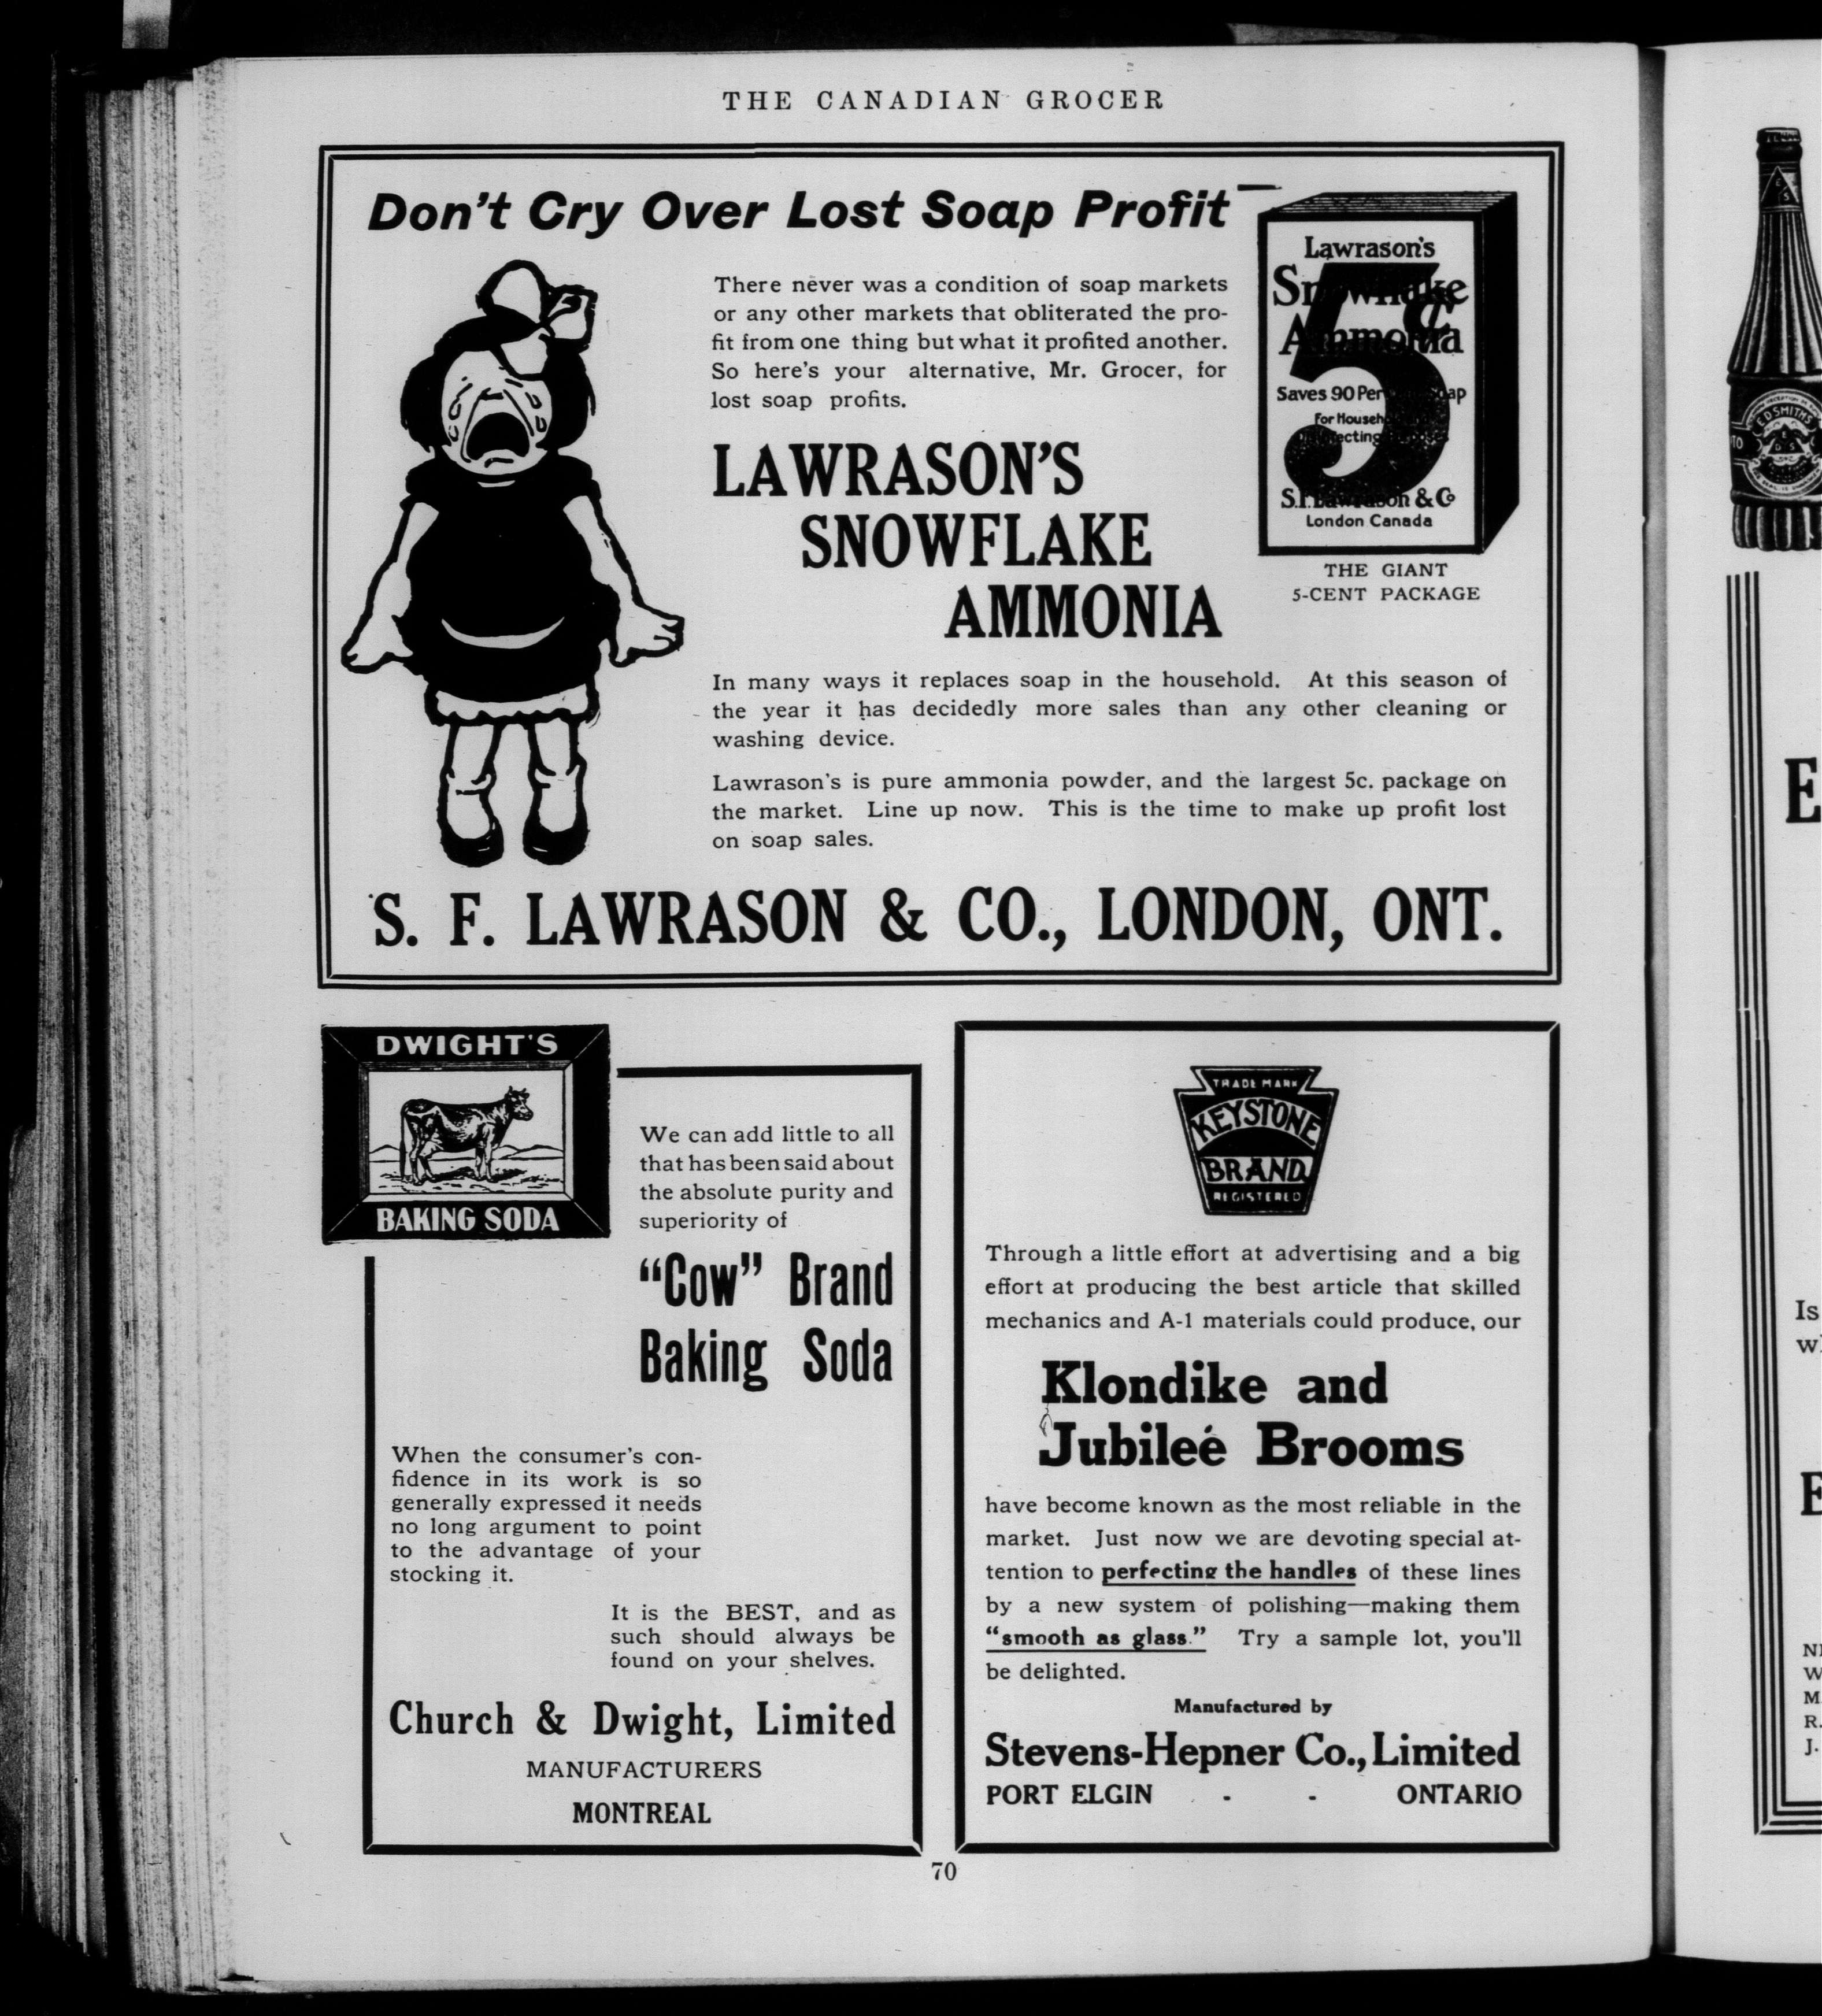 THE CANADIAN GROCER
Don't Cry Over Lost Soap Profit
There never was a condition of soap markets
or any other markets that obliterated the pro-
fit from one thing but what it profited another.
So here's your alternative, Mr. Grocer, for
lost soap profits.
LAWRASON'S
SNOWFLAKE
AMMONIA
Lawrason's
Snowflake
Ammonia
5¢
Saves 90 Per Soap
For Household
S.F. Lawrason & Co
London Canada
THE GIANT
5-CENT PACKAGE
In many ways it replaces soap in the household. At this season of
the year it has decidedly more sales than any other cleaning or
washing device.
Lawrason's is pure ammonia powder, and the largest 5c. package on
the market. Line up now. This is the time to make up profit lost
on soap sales.
S. F. LAWRASON & CO., LONDON, ONT.
DWIGHT'S
BAKING SODA
We can add little to all
that has been said about
the absolute purity and
superiority of
"Cow" Brand
Baking Soda
When the consumer's con-
fidence in its work is so
generally expressed it needs
no long argument to point
to the advantage of your
stocking it.
It is the BEST, and as
such should always be
found on your shelves.
Church & Dwight, Limited
MANUFACTURERS
MONTREAL
TRADE MARK
KEYSTONE
BRAND
REGISTERED
Through a little effort at advertising and a big
effort at producing the best article that skilled
mechanics and A-1 materials could produce, our
Klondike and
Jubilee Brooms
have become known as the most reliable in the
market. Just now we are devoting special at-
tention to perfecting the handles of these lines
by a new system of polishing—making them
"smooth as glass." Try a sample lot, you'll
be delighted.
Manufactured by
Stevens-Hepner Co., Limited
PORT ELGIN - - ONTARIO
70
E.D. SMITH'S
E
Is
E
W
M
R.
J.